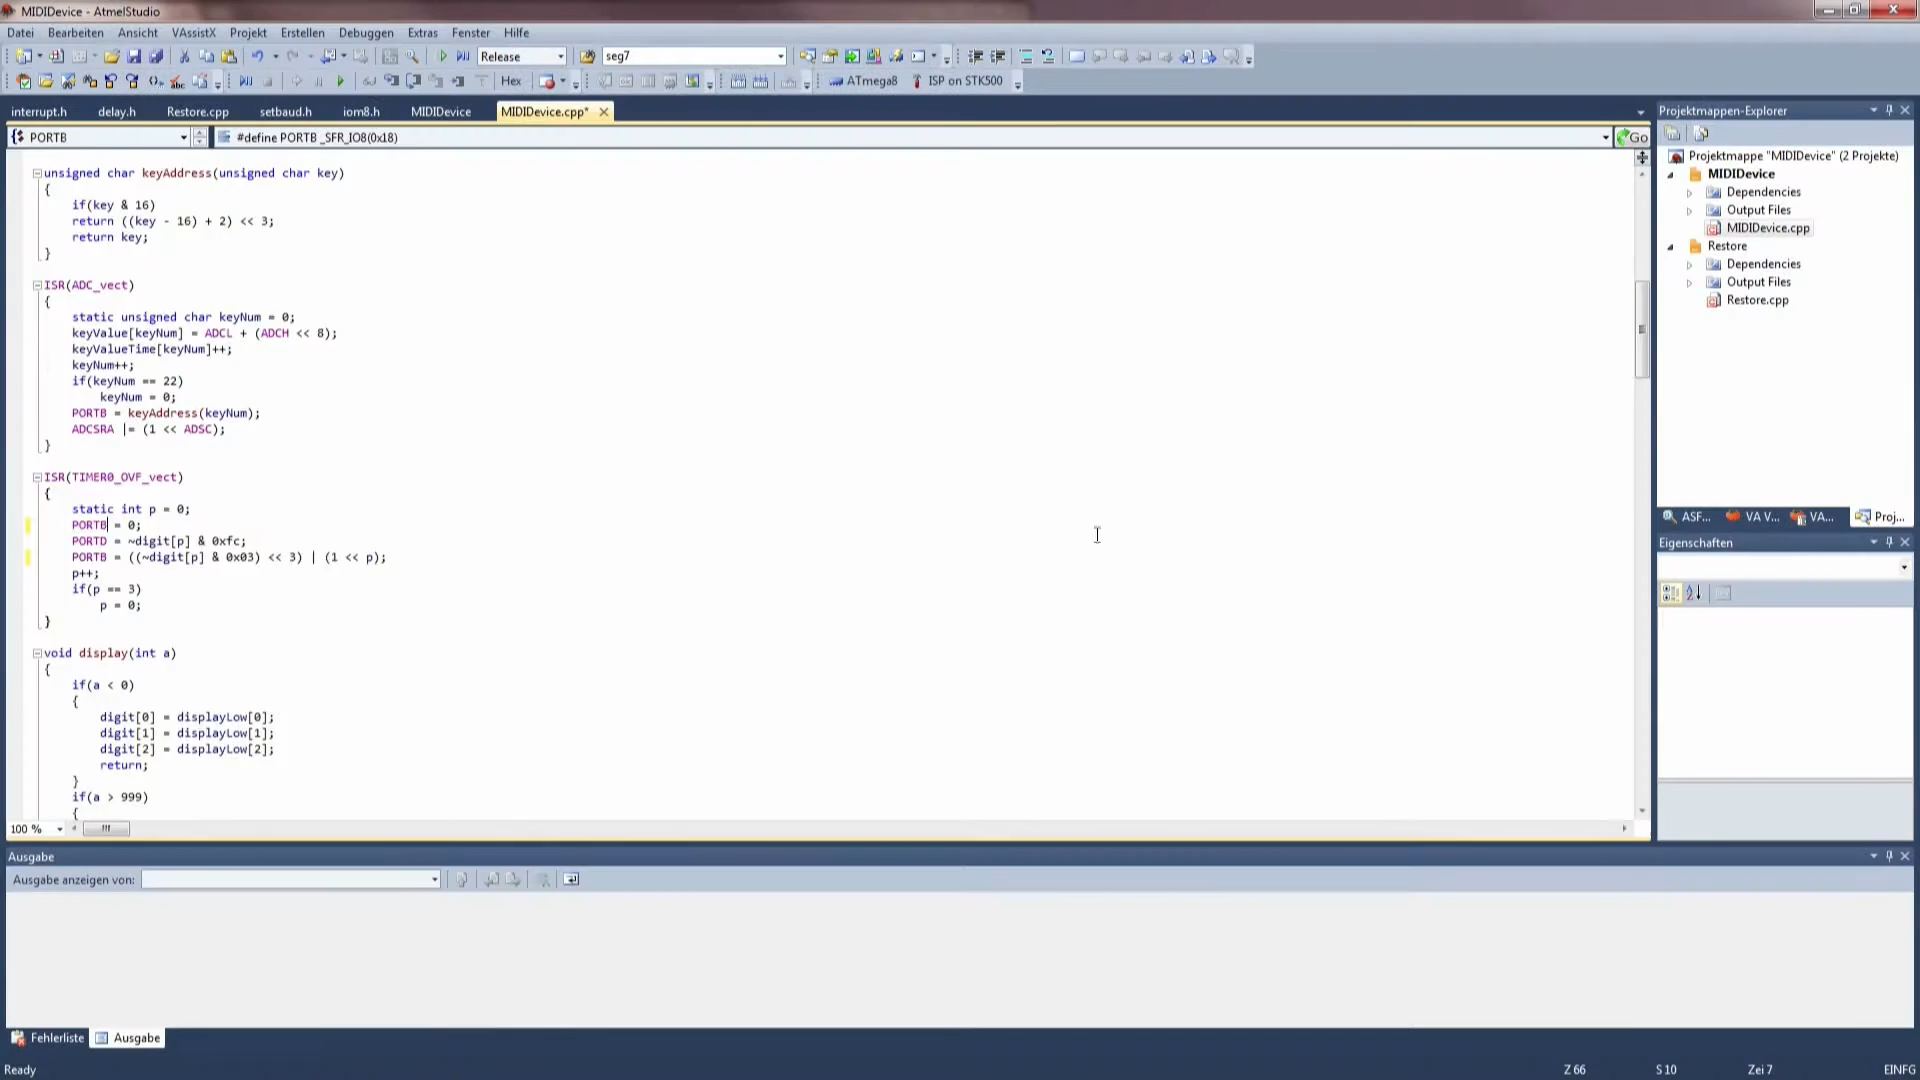 MIDIDevice - AtmelStudio
Datei Bearbeiten Ansicht VAssistX Projekt Erstellen Debuggen Extras Fenster Hilfe
Release seg7
Hex ATmega8 ISP on STK500
interrupt.h delay.h Restore.cpp setbaud.h iom8.h MIDIDevice MIDIDevice.cpp*
PORTB #define PORTB _SFR_IO8(0x18) Go
unsigned char keyAddress(unsigned char key)
{
if(key & 16)
return ((key - 16) + 2) << 3;
return key;
}
ISR(ADC_vect)
{
static unsigned char keyNum = 0;
keyValue[keyNum] = ADCL + (ADCH << 8);
keyValueTime[keyNum]++;
keyNum++;
if(keyNum == 22)
keyNum = 0;
PORTB = keyAddress(keyNum);
ADCSRA |= (1 << ADSC);
}
ISR(TIMER0_OVF_vect)
{
static int p = 0;
PORTB = 0;
PORTD = ~digit[p] & 0xfc;
PORTB = ((~digit[p] & 0x03) << 3) | (1 << p);
p++;
if(p == 3)
p = 0;
}
void display(int a)
{
if(a < 0)
{
digit[0] = displayLow[0];
digit[1] = displayLow[1];
digit[2] = displayLow[2];
return;
}
if(a > 999)
{
100 %
Projektmappen-Explorer
Projektmappe "MIDIDevice" (2 Projekte)
MIDIDevice
Dependencies
Output Files
MIDIDevice.cpp
Restore
Dependencies
Output Files
Restore.cpp
ASF... VA V... VA... Proj...
Eigenschaften
Ausgabe
Ausgabe anzeigen von:
Fehlerliste Ausgabe
Ready Z 66 S 10 Zei 7 EINFG